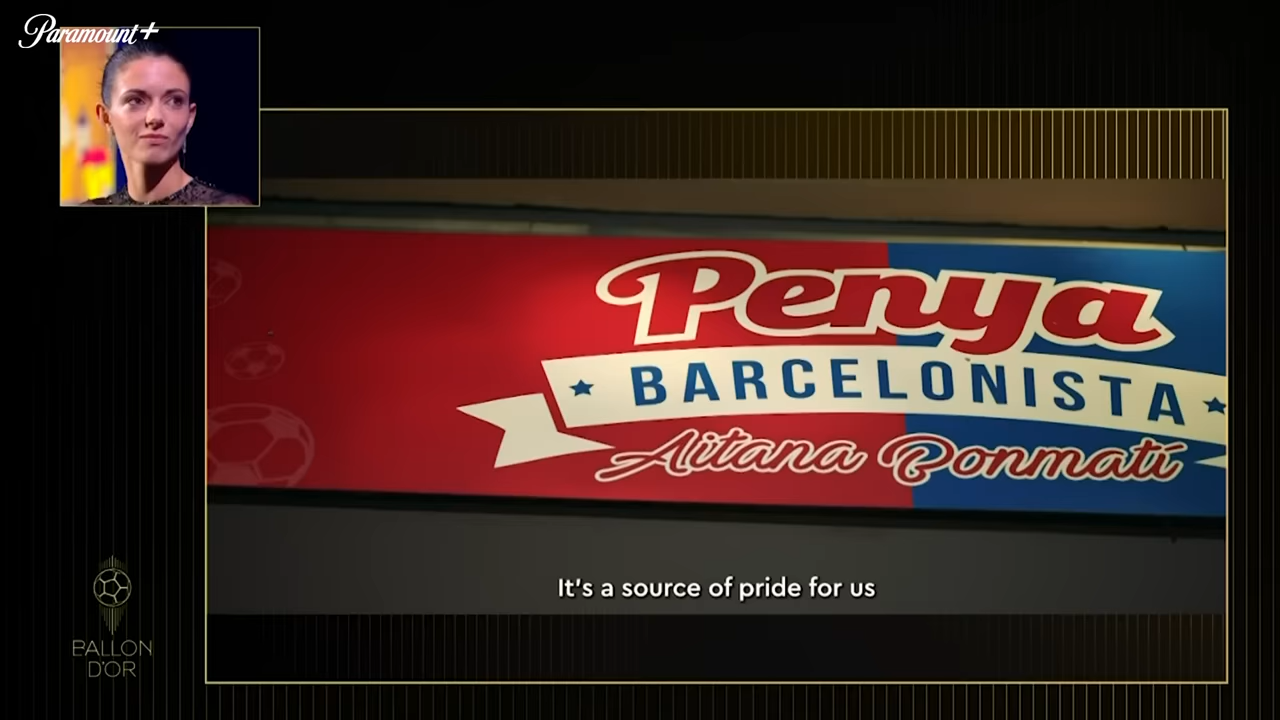 Paramount+
Penya
BARCELONISTA
Aitana Bonmatí
It's a source of pride for us
BALLON
D'OR